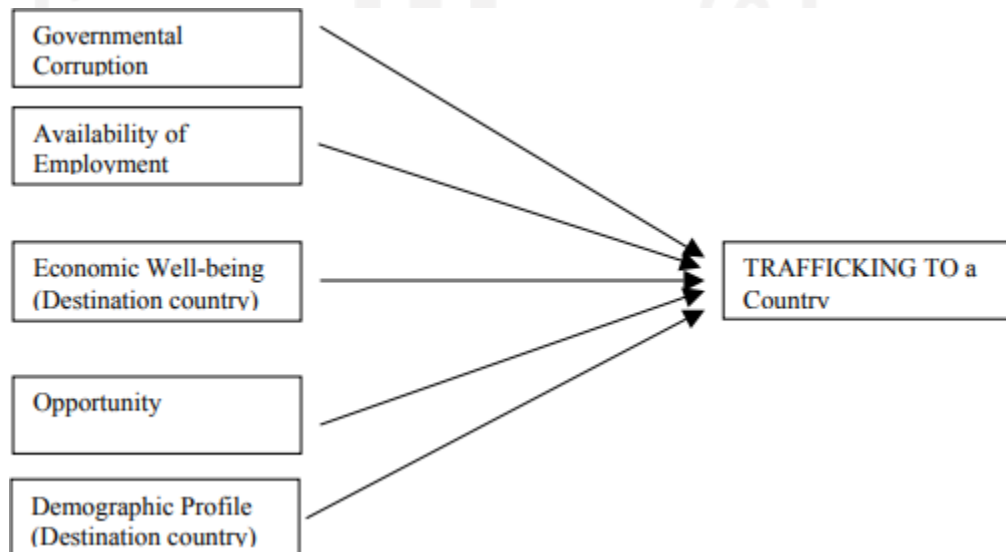 Governmental
Corruption
Availability of
Employment
Economic Well-being
(Destination country)
TRAFFICKING TO a
Country
Opportunity
Demographic Profile
(Destination country)